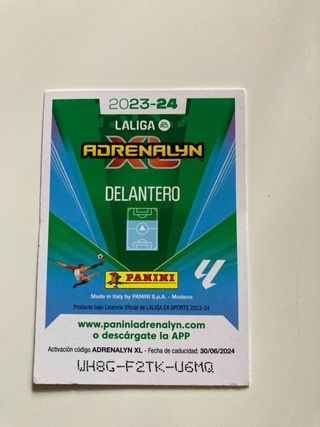 2023-24
LALIGA EA SPORTS
ADRENALYN
XL
DELANTERO
PANINI
Made in Italy by PANINI S.p.A. - Modena
Producto bajo Licencia Oficial de LALIGA EA SPORTS 2023-24
www.paniniadrenalyn.com
o descárgate la APP
Activación código ADRENALYN XL - Fecha de caducidad: 30/06/2024
WH8G-F2TK-U6MQ